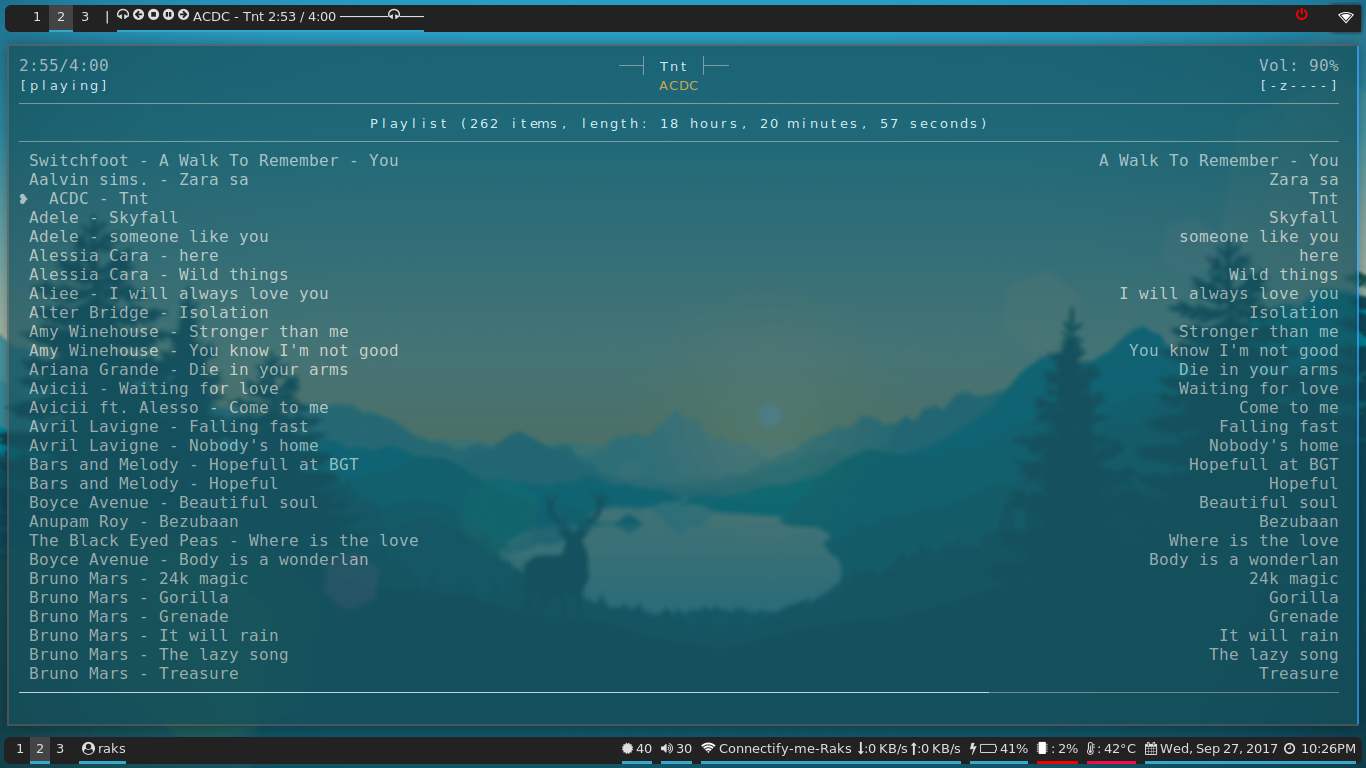 1 2 3 | ACDC - Tnt 2:53 / 4:00
2:55/4:00 Tnt Vol: 90%
[playing] ACDC [-z----]
Playlist (262 items, length: 18 hours, 20 minutes, 57 seconds)
Switchfoot - A Walk To Remember - You A Walk To Remember - You
Aalvin sims. - Zara sa Zara sa
ACDC - Tnt Tnt
Adele - Skyfall Skyfall
Adele - someone like you someone like you
Alessia Cara - here here
Alessia Cara - Wild things Wild things
Aliee - I will always love you I will always love you
Alter Bridge - Isolation Isolation
Amy Winehouse - Stronger than me Stronger than me
Amy Winehouse - You know I'm not good You know I'm not good
Ariana Grande - Die in your arms Die in your arms
Avicii - Waiting for love Waiting for love
Avicii ft. Alesso - Come to me Come to me
Avril Lavigne - Falling fast Falling fast
Avril Lavigne - Nobody's home Nobody's home
Bars and Melody - Hopefull at BGT Hopefull at BGT
Bars and Melody - Hopeful Hopeful
Boyce Avenue - Beautiful soul Beautiful soul
Anupam Roy - Bezubaan Bezubaan
The Black Eyed Peas - Where is the love Where is the love
Boyce Avenue - Body is a wonderlan Body is a wonderlan
Bruno Mars - 24k magic 24k magic
Bruno Mars - Gorilla Gorilla
Bruno Mars - Grenade Grenade
Bruno Mars - It will rain It will rain
Bruno Mars - The lazy song The lazy song
Bruno Mars - Treasure Treasure
1 2 3 raks 40 30 Connectify-me-Raks ↓:0 KB/s ↑:0 KB/s 41% : 2% : 42°C Wed, Sep 27, 2017 10:26PM